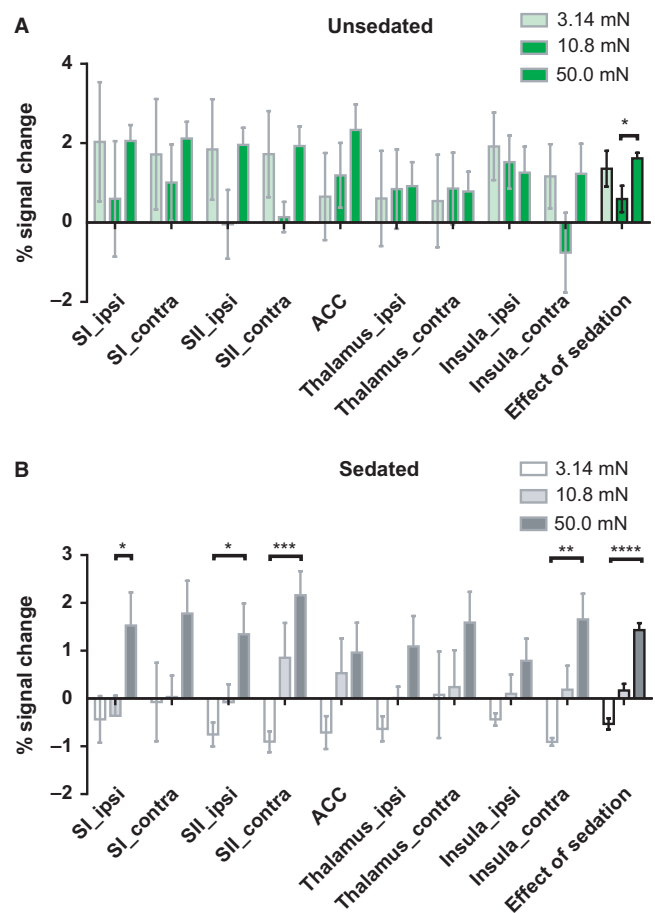 A
Unsedated
3.14 mN
10.8 mN
50.0 mN
% signal change
4
2
0
–2
*
SI_ipsi
SI_contra
SII_ipsi
SII_contra
ACC
Thalamus_ipsi
Thalamus_contra
Insula_ipsi
Insula_contra
Effect of sedation
B
Sedated
3.14 mN
10.8 mN
50.0 mN
% signal change
3
2
1
0
–1
–2
*
*
***
**
****
SI_ipsi
SI_contra
SII_ipsi
SII_contra
ACC
Thalamus_ipsi
Thalamus_contra
Insula_ipsi
Insula_contra
Effect of sedation